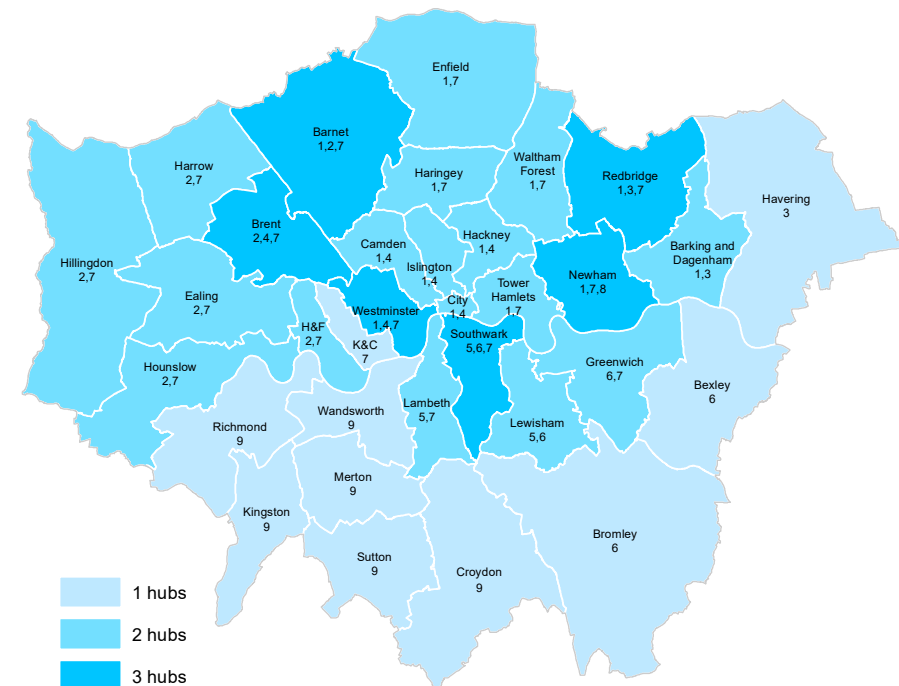 Enfield
1,7
Barnet
1,2,7
Harrow
2,7
Haringey
1,7
Waltham
Forest
1,7
Redbridge
1,3,7
Havering
3
Brent
2,4,7
Camden
1,4
Hackney
1,4
Islington
1,4
Barking and
Dagenham
1,3
Hillingdon
2,7
Newham
1,7,8
Ealing
2,7
Tower
Hamlets
1,7
City
1,4
Westminster
1,4,7
H&F
2,7
K&C
7
Southwark
5,6,7
Hounslow
2,7
Greenwich
6,7
Bexley
6
Lambeth
5,7
Wandsworth
9
Richmond
9
Lewisham
5,6
Merton
9
Kingston
9
Bromley
6
Sutton
9
Croydon
9
1 hubs
2 hubs
3 hubs